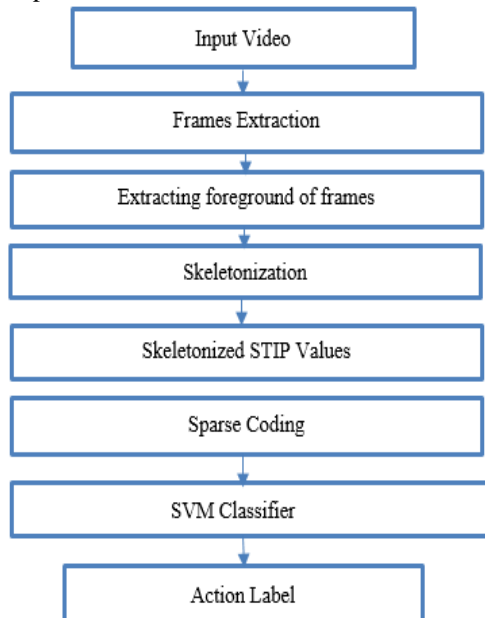 Input Video
Frames Extraction
Extracting foreground of frames
Skeletonization
Skeletonized STIP Values
Sparse Coding
SVM Classifier
Action Label